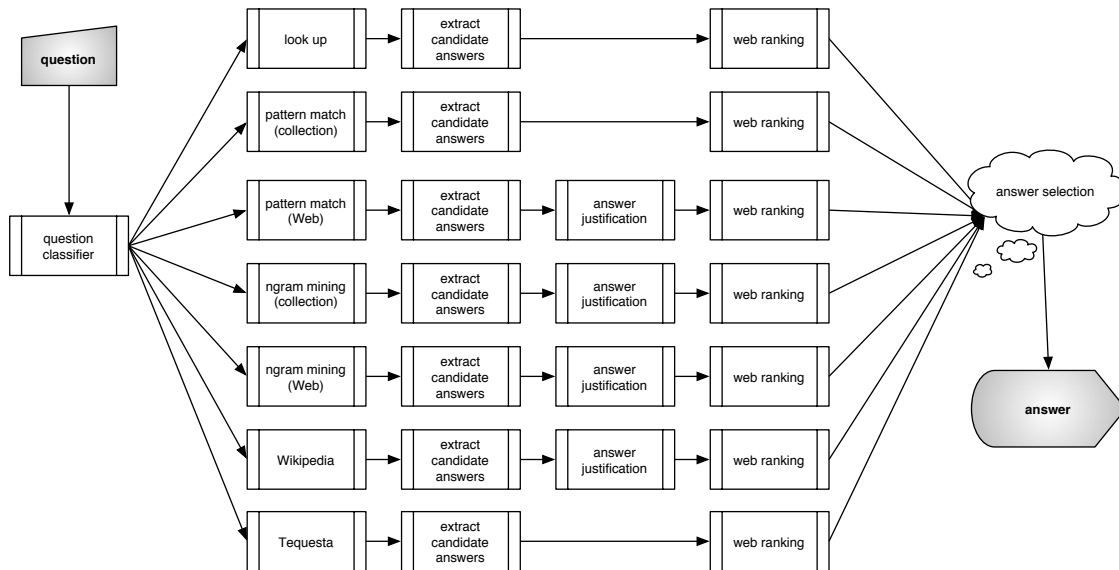 question
question
classifier
look up
extract
candidate
answers
web ranking
pattern match
(collection)
extract
candidate
answers
web ranking
pattern match
(Web)
extract
candidate
answers
answer
justification
web ranking
ngram mining
(collection)
extract
candidate
answers
answer
justification
web ranking
ngram mining
(Web)
extract
candidate
answers
answer
justification
web ranking
Wikipedia
extract
candidate
answers
answer
justification
web ranking
Tequesta
extract
candidate
answers
web ranking
answer selection
answer